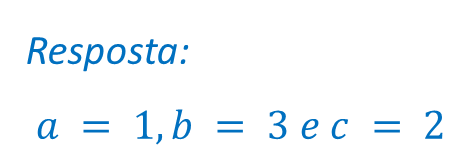 Resposta:
a = 1, b = 3 e c = 2